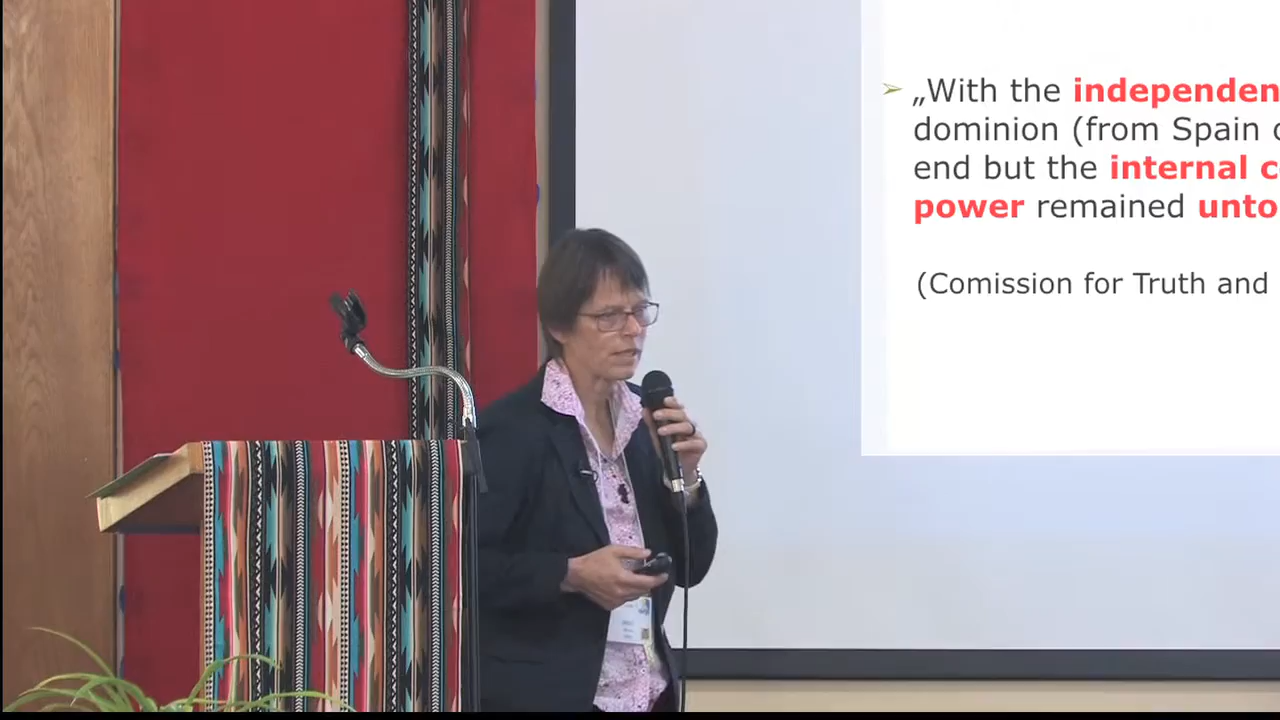 „With the independen
dominion (from Spain
end but the internal c
power remained unto
(Comission for Truth and